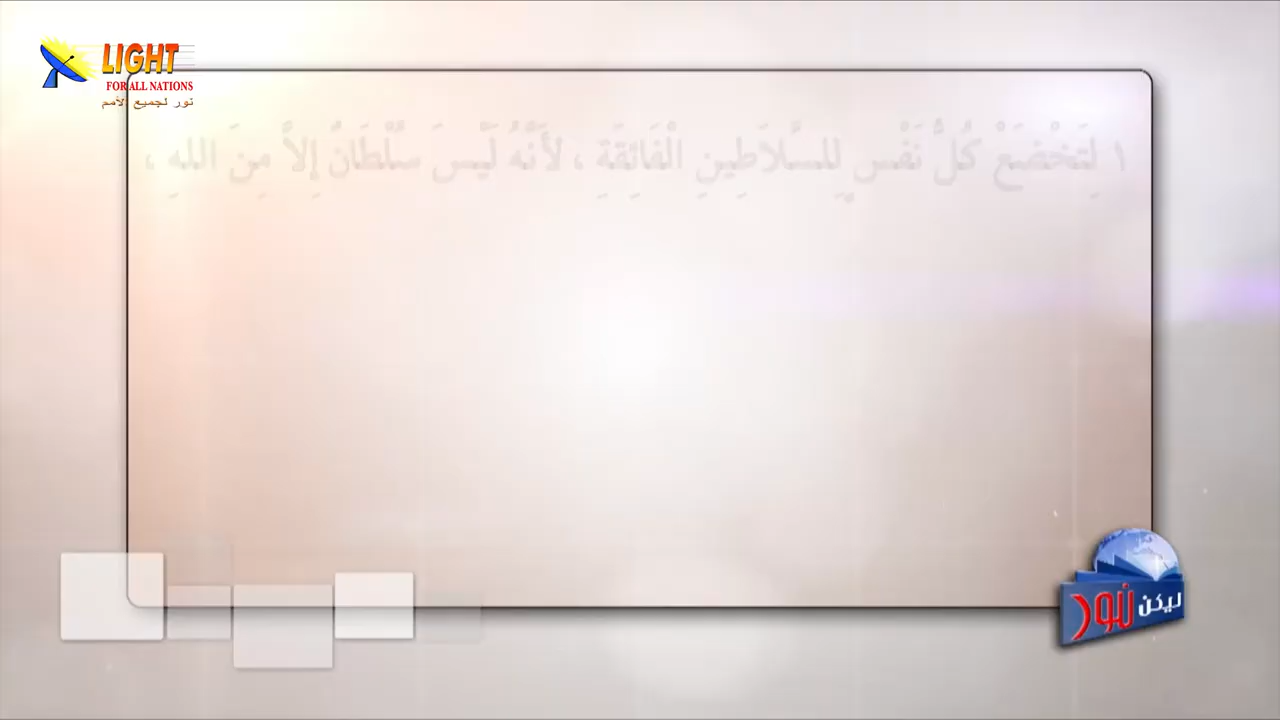 LIGHT
FOR ALL NATIONS
نور لجميع الأمم
١ لِتَخْضَعْ كُلُّ نَفْسٍ لِلسَّلاَطِينِ الْفَائِقَةِ ، لأَنَّهُ لَيْسَ سُلْطَانٌ إِلاَّ مِنَ اللهِ ،
ليكن نور